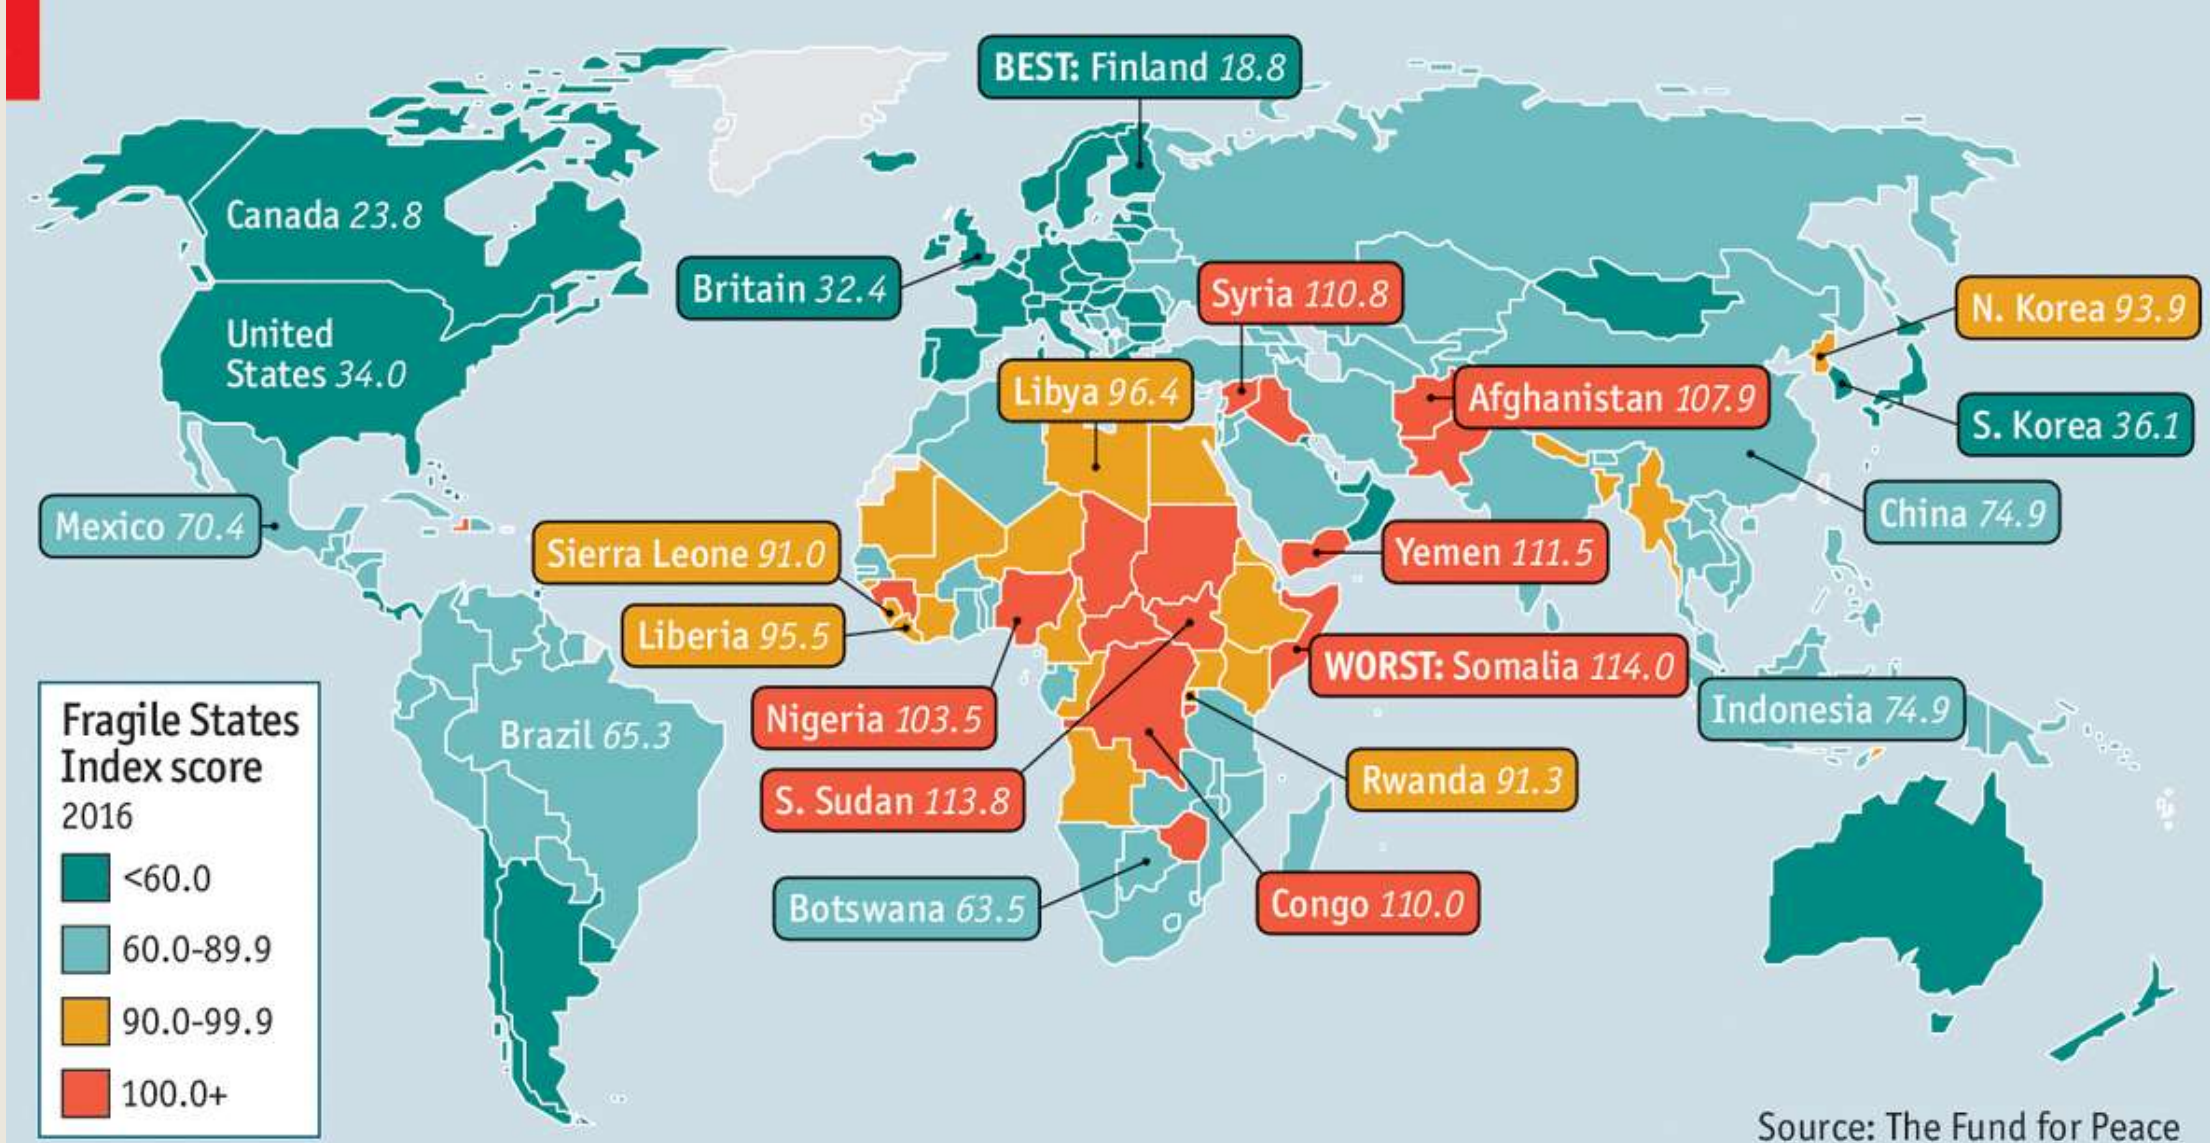 BEST: Finland 18.8
Canada 23.8
Britain 32.4
Syria 110.8
N. Korea 93.9
United
States 34.0
Libya 96.4
Afghanistan 107.9
S. Korea 36.1
Mexico 70.4
Sierra Leone 91.0
Yemen 111.5
China 74.9
Liberia 95.5
WORST: Somalia 114.0
Nigeria 103.5
Indonesia 74.9
Brazil 65.3
S. Sudan 113.8
Rwanda 91.3
Botswana 63.5
Congo 110.0
Fragile States
Index score
2016
<60.0
60.0-89.9
90.0-99.9
100.0+
Source: The Fund for Peace